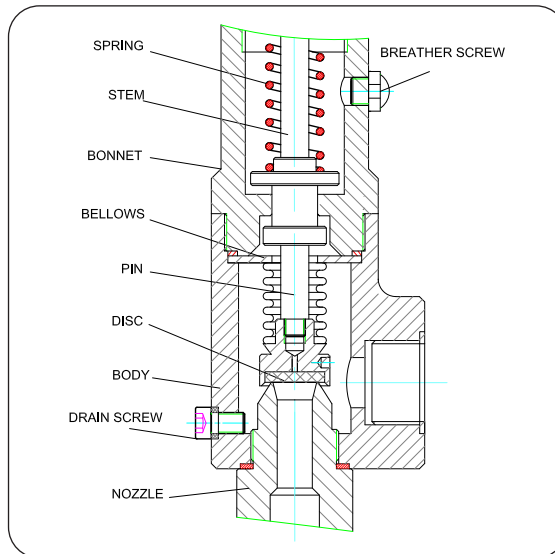 SPRING
BREATHER SCREW
STEM
BONNET
BELLOWS
PIN
DISC
BODY
DRAIN SCREW
NOZZLE